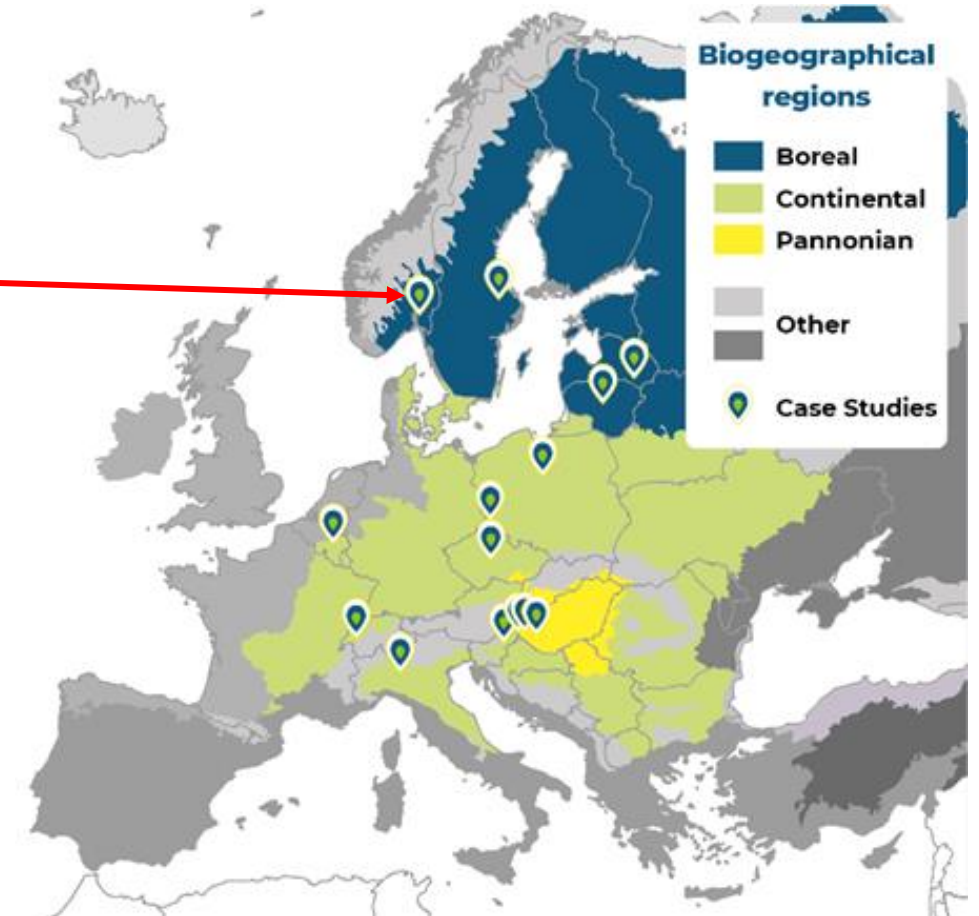 Biogeographical
regions
Boreal
Continental
Pannonian
Other
Case Studies